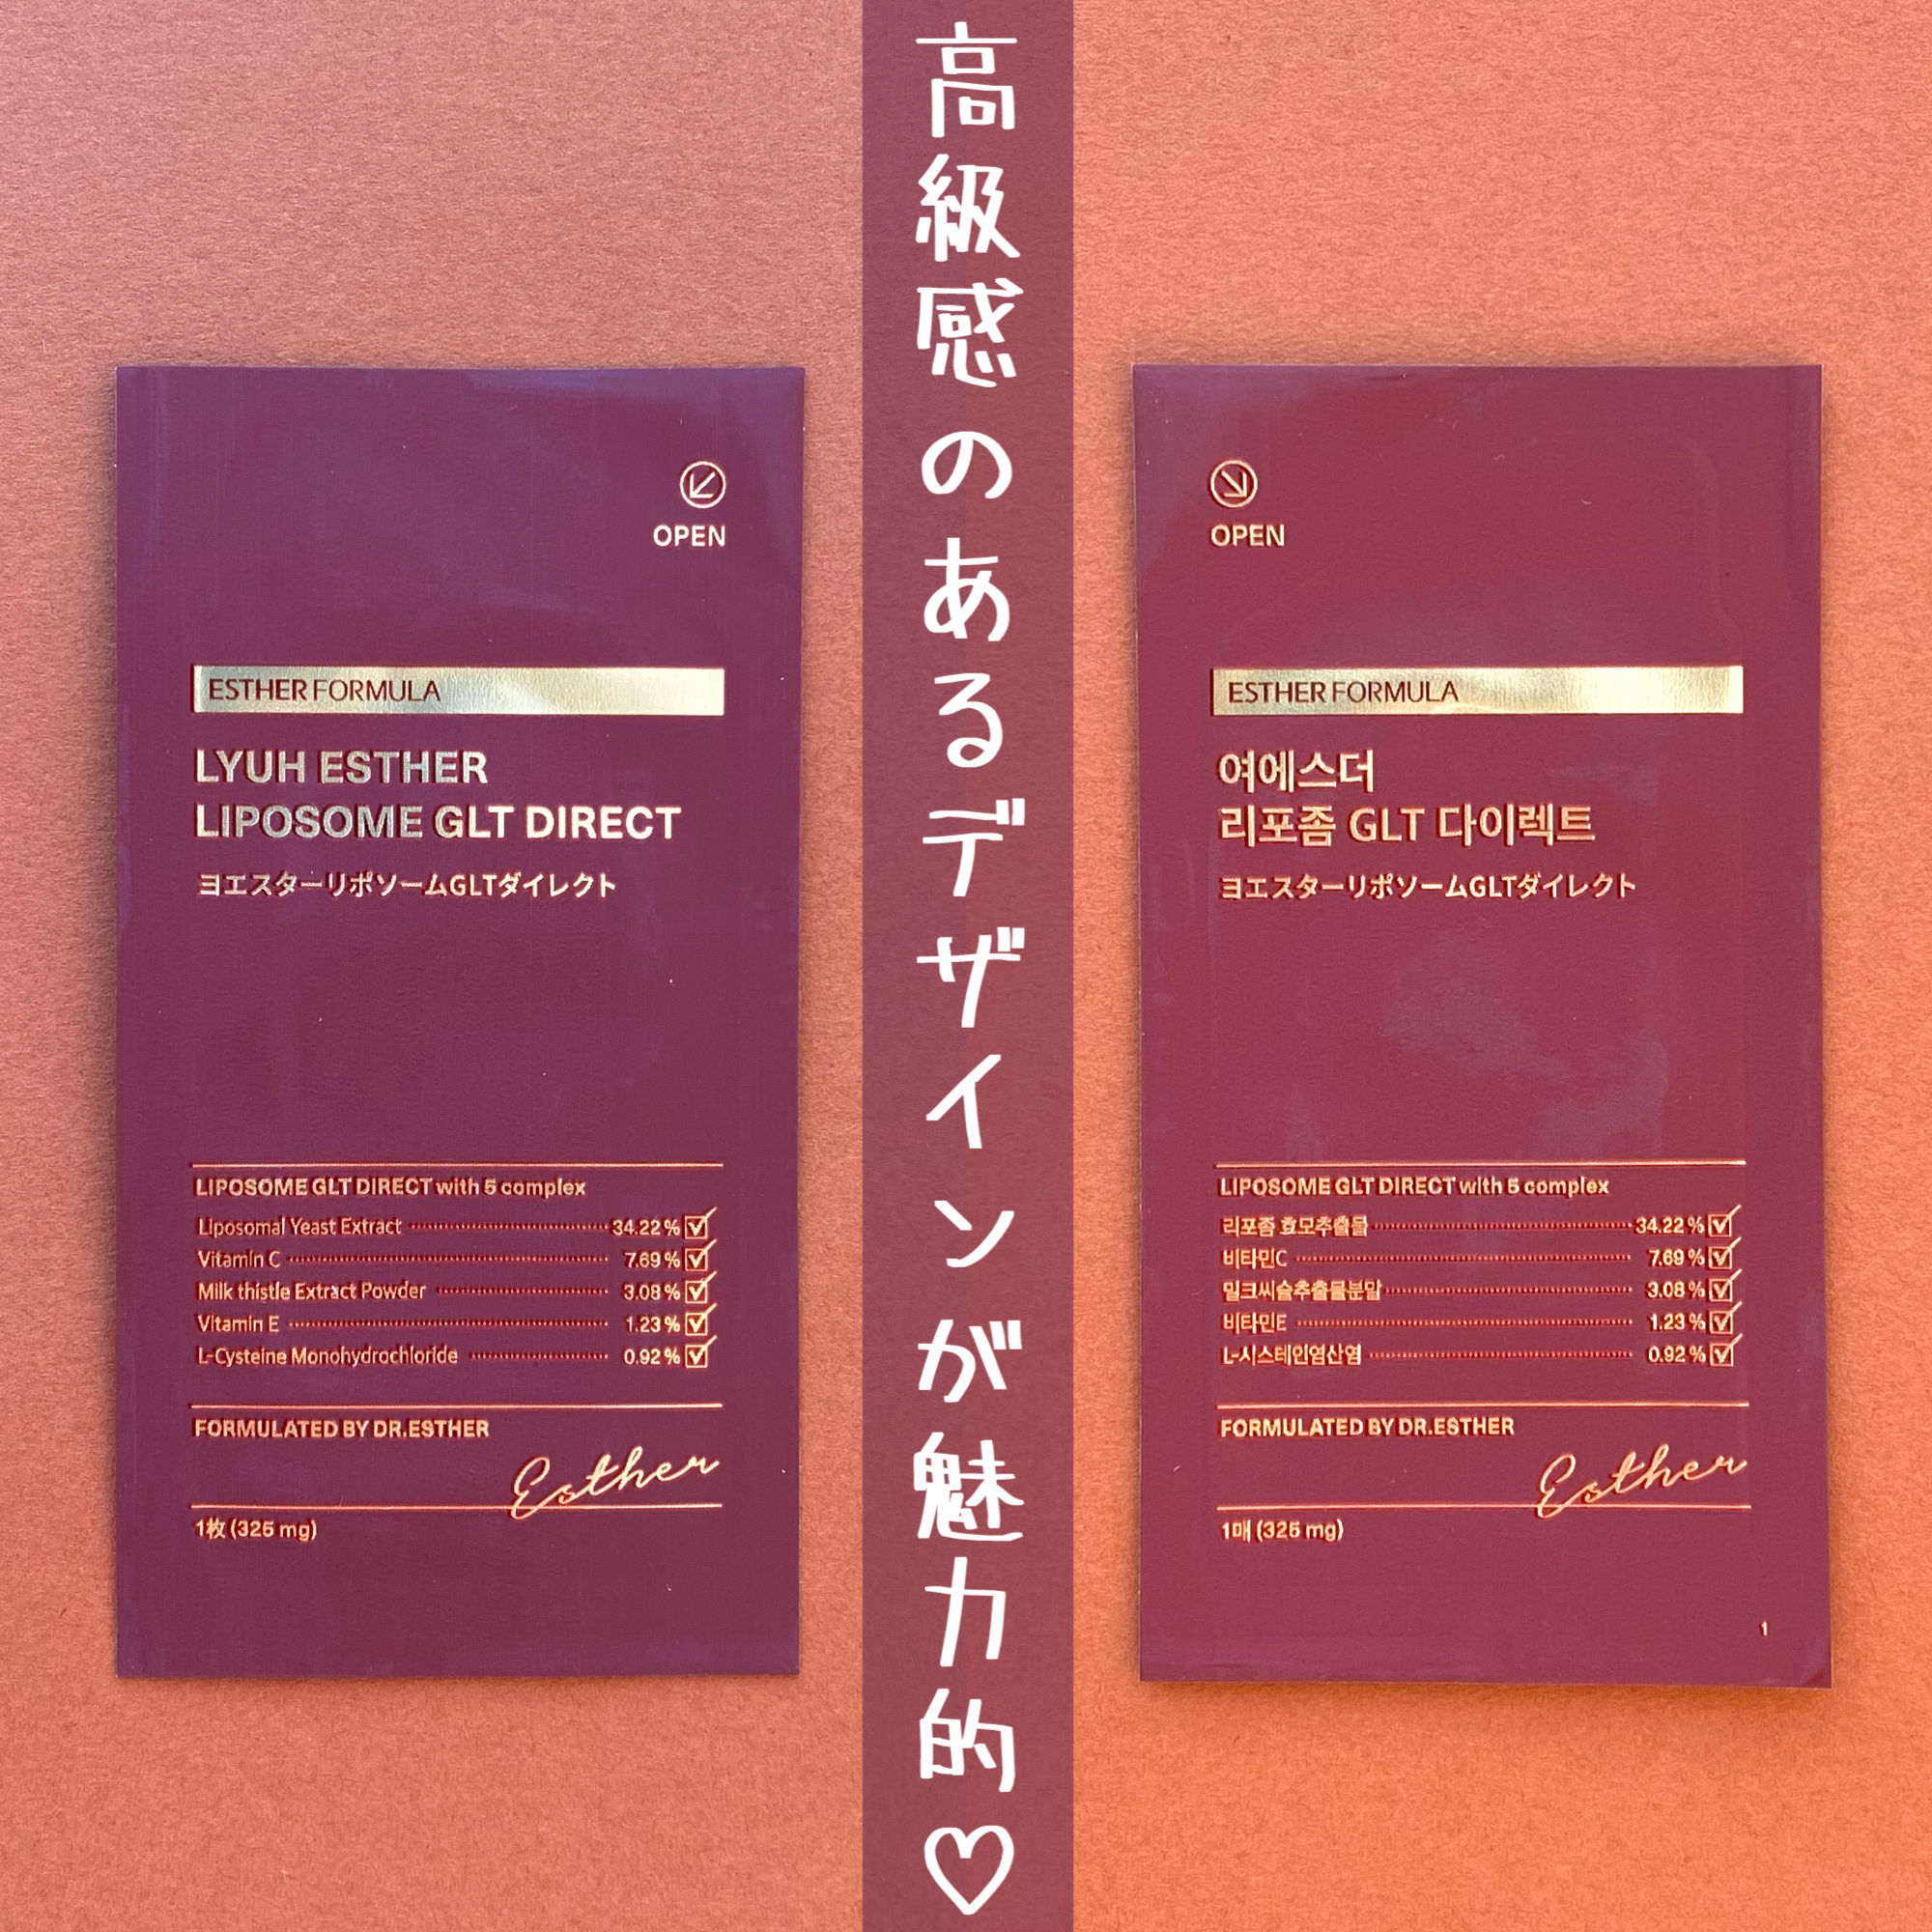 高級感のあるデザインが魅力的♡
OPEN
ESTHER FORMULA
LYUH ESTHER
LIPOSOME GLT DIRECT
ヨエスターリポソームGLTダイレクト
LIPOSOME GLT DIRECT with 5 complex
Liposomal Yeast Extract 34.22 %
Vitamin C 7.69 %
Milk thistle Extract Powder 3.08 %
Vitamin E 1.23 %
L-Cysteine Monohydrochloride 0.92 %
FORMULATED BY DR.ESTHER
Esther
1枚 (325 mg)
OPEN
ESTHER FORMULA
여에스더
리포좀 GLT 다이렉트
ヨエスターリポソームGLTダイレクト
LIPOSOME GLT DIRECT with 5 complex
리포좀 효모추출물 34.22 %
비타민C 7.69 %
밀크씨슬추출물분말 3.08 %
비타민E 1.23 %
L-시스테인염산염 0.92 %
FORMULATED BY DR.ESTHER
Esther
1매 (325 mg)
1